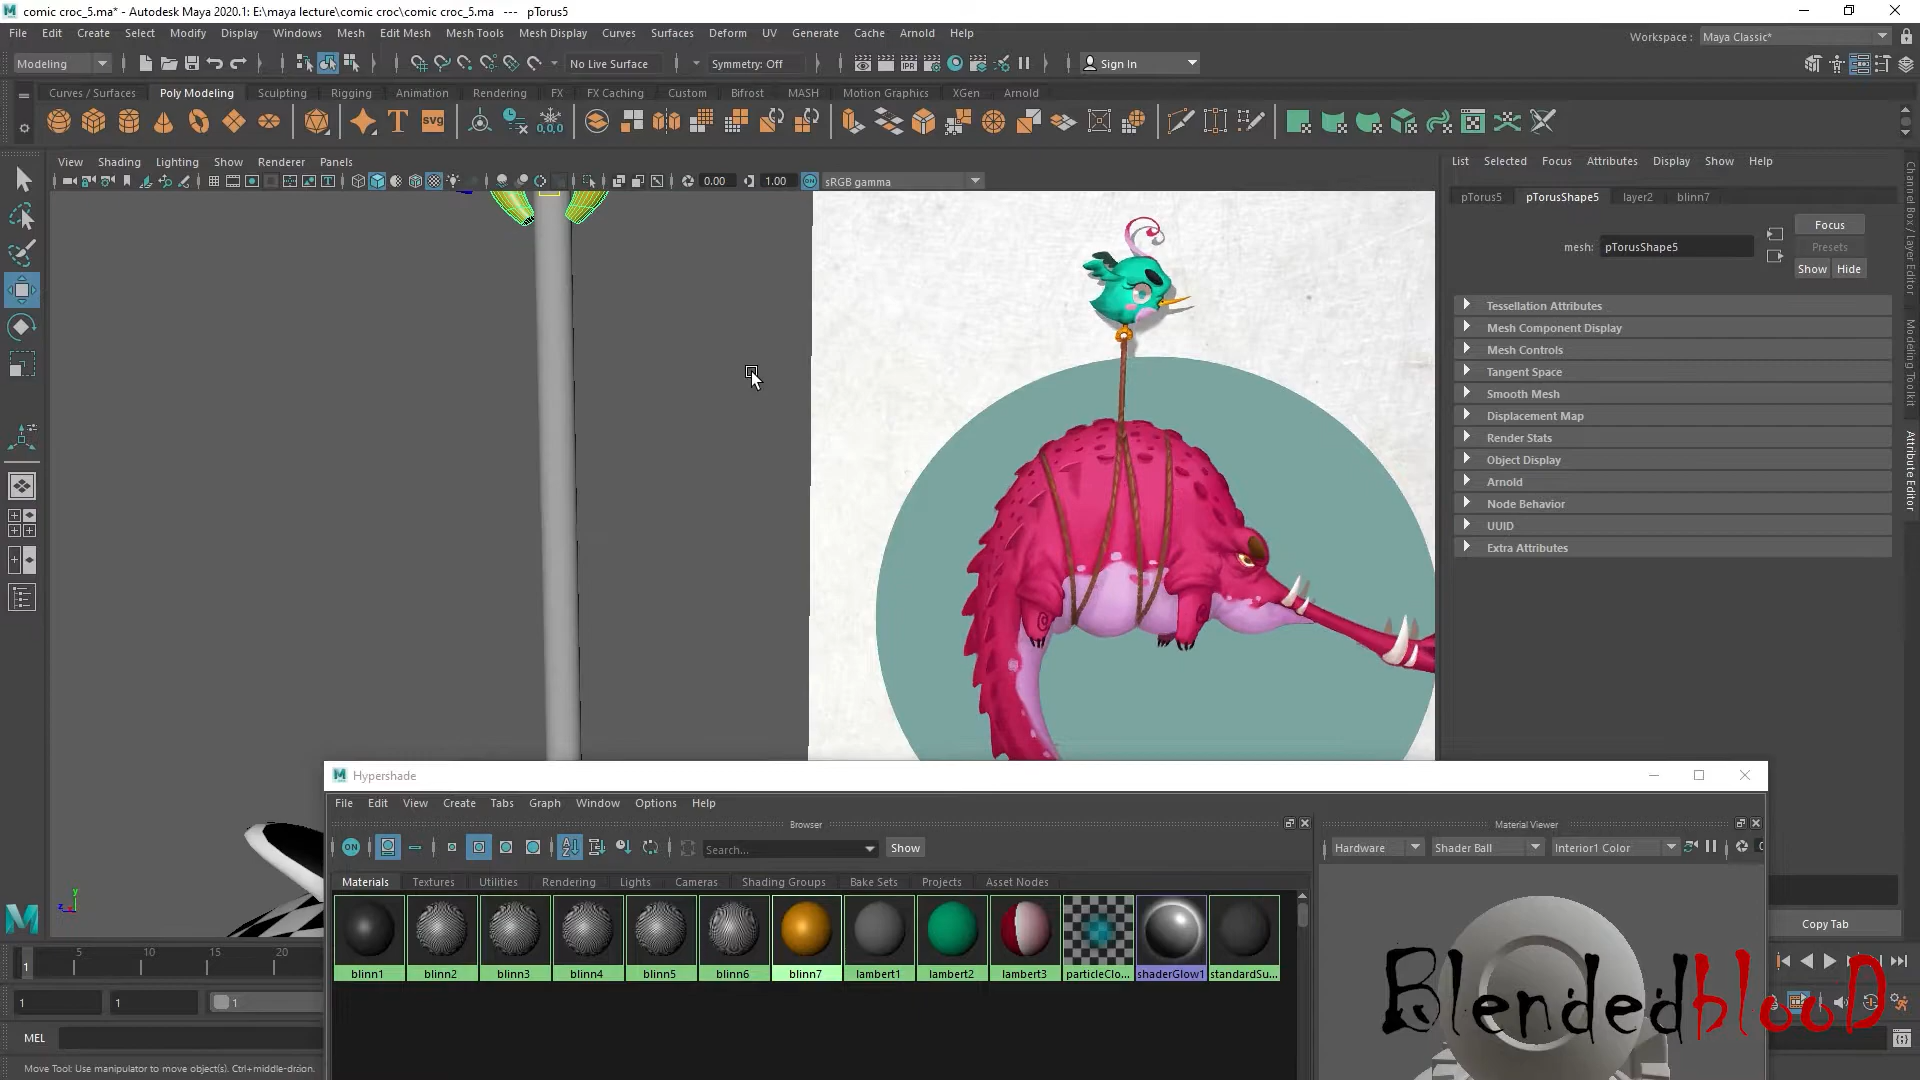 comic croc_5.ma* - Autodesk Maya 2020.1: E:\maya lecture\comic croc\comic croc_5.ma --- pTorus5
File Edit Create Select Modify Display Windows Mesh Edit Mesh Mesh Tools Mesh Display Curves Surfaces Deform UV Generate Cache Arnold Help
Workspace : Maya Classic*
Modeling No Live Surface Symmetry: Off Sign In
Curves / Surfaces Poly Modeling Sculpting Rigging Animation Rendering FX FX Caching Custom Bifrost MASH Motion Graphics XGen Arnold
View Shading Lighting Show Renderer Panels
0.00 1.00 sRGB gamma
List Selected Focus Attributes Display Show Help
pTorus5 pTorusShape5 layer2 blinn7
mesh: pTorusShape5
Focus
Presets
Show Hide
Tessellation Attributes
Mesh Component Display
Mesh Controls
Tangent Space
Smooth Mesh
Displacement Map
Render Stats
Object Display
Arnold
Node Behavior
UUID
Extra Attributes
Channel Box / Layer Editor
Modeling Toolkit
Attribute Editor
Hypershade
File Edit View Create Tabs Graph Window Options Help
Browser
Material Viewer
ON Search... Show
Hardware Shader Ball Interior1 Color
Materials Textures Utilities Rendering Lights Cameras Shading Groups Bake Sets Projects Asset Nodes
blinn1 blinn2 blinn3 blinn4 blinn5 blinn6 blinn7 lambert1 lambert2 lambert3 particleClo... shaderGlow1 standardSu...
Copy Tab
y
z
1 5 10 15 20
1 1 1
MEL
Move Tool: Use manipulator to move object(s). Ctrl+middle-dra
BlendedblooD